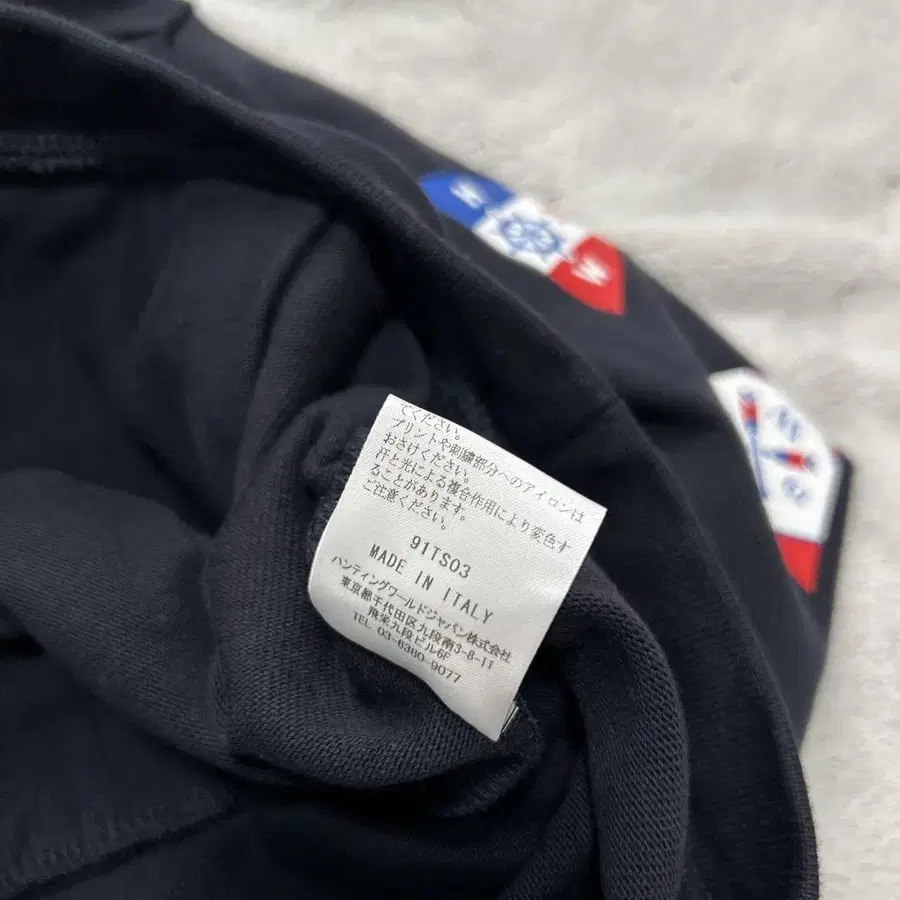 てください。
プリントや刺繍部分へのアイロンは
おさけください。
汗と光による複合作用により変色す
ることがあります。
ご注意ください。
91TS03
MADE IN ITALY
ハンティングワールドジャパン株式会社
東京都千代田区九段南3-8-11
飛栄九段ビル6F
TEL 03-6380-9077